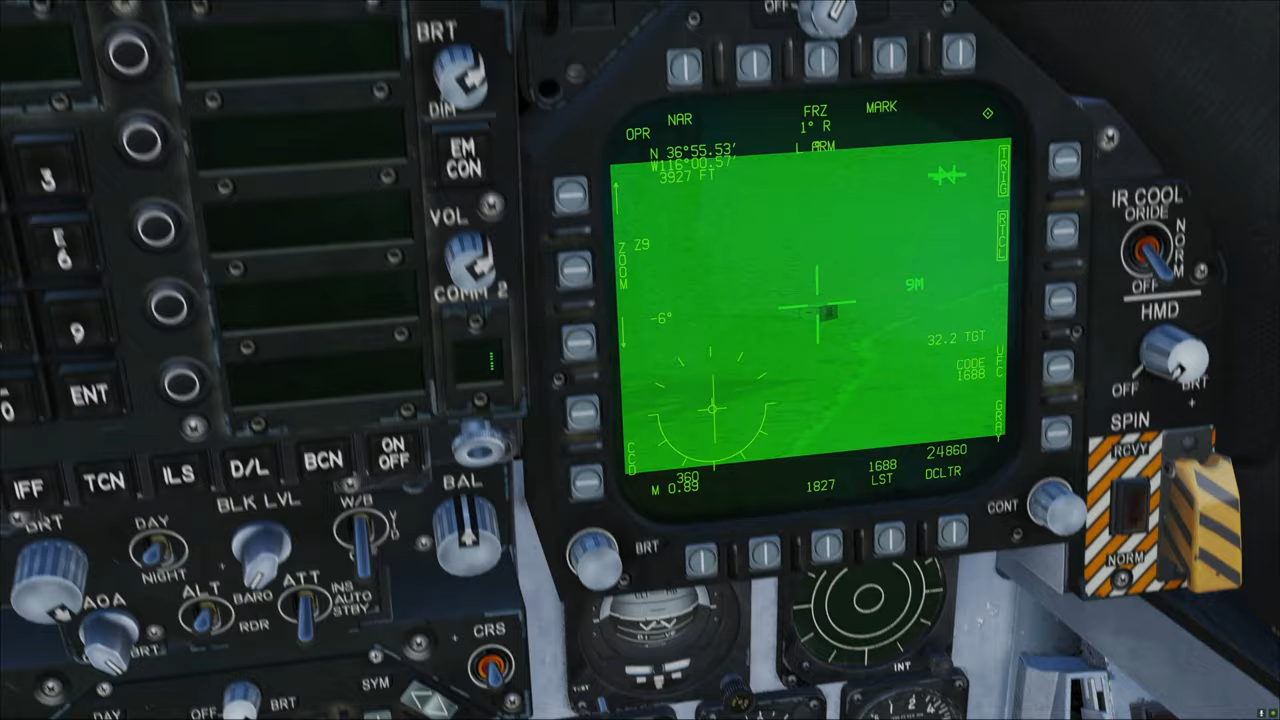 OFF
BRT
DIM
EM
CON
VOL
COMM 2
3
E
6
9
0
ENT
ON
OFF
IFF
TCN
ILS
D/L
BCN
NAR
FRZ
MARK
OPR
1° R
N 36°55.53'
L ARM
W116°00.57'
3927 FT
TRIG
RTCL
Z9
ZOOM
9M
-6°
32.2 TGT
CODE
1688
UFC
GRAY
CCD
360
M 0.89
1827
1688
LST
24860
DCLTR
IR COOL
ORIDE
NORM
OFF
HMD
OFF
BRT
SPIN
RCVY
NORM
CONT
BRT
BRT
DAY
NIGHT
BLK LVL
W/B
BAL
AOA
BRT
ALT
BARO
RDR
ATT
INS
AUTO
STBY
CRS
SYM
BRT
OFF
DAY
INT